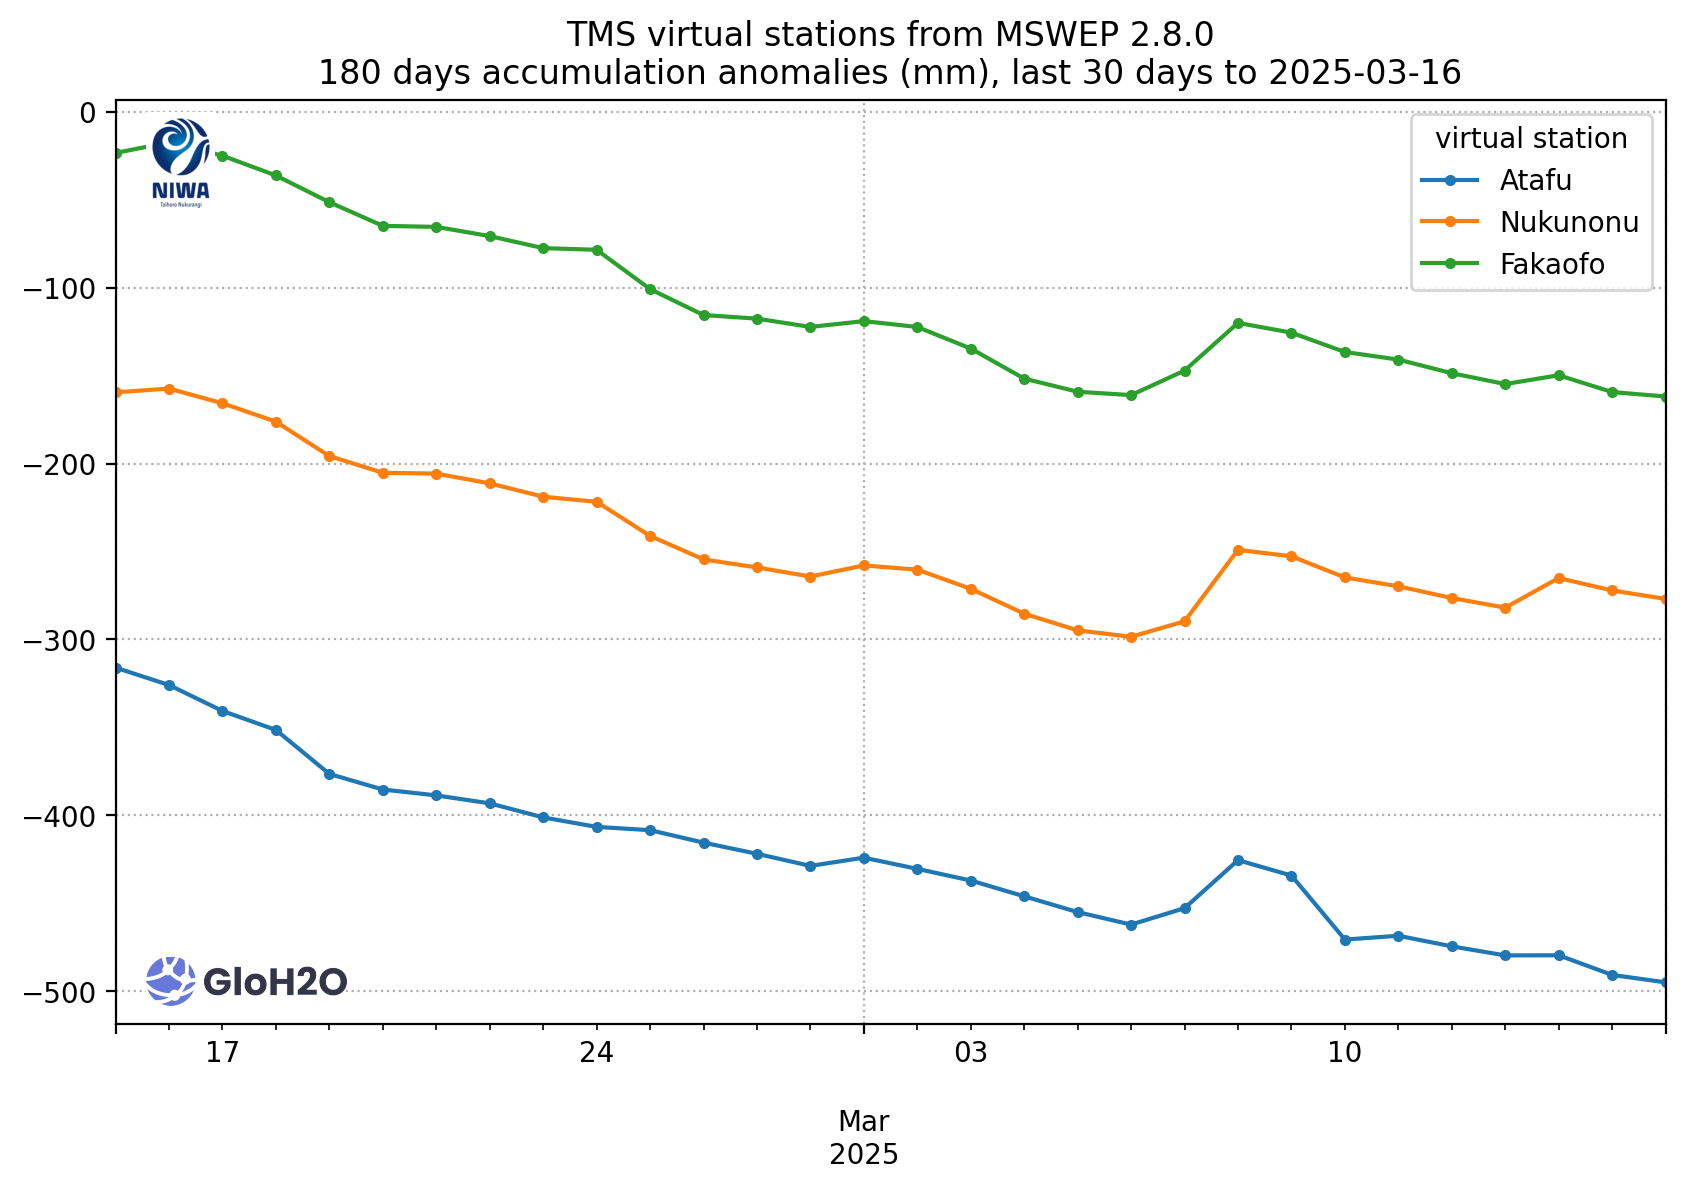 TMS virtual stations from MSWEP 2.8.0
180 days accumulation anomalies (mm), last 30 days to 2025-03-16
0
−100
−200
−300
−400
−500
NIWA
Taihoro Nukurangi
virtual station
Atafu
Nukunonu
Fakaofo
GloH2O
17
24
03
10
Mar
2025